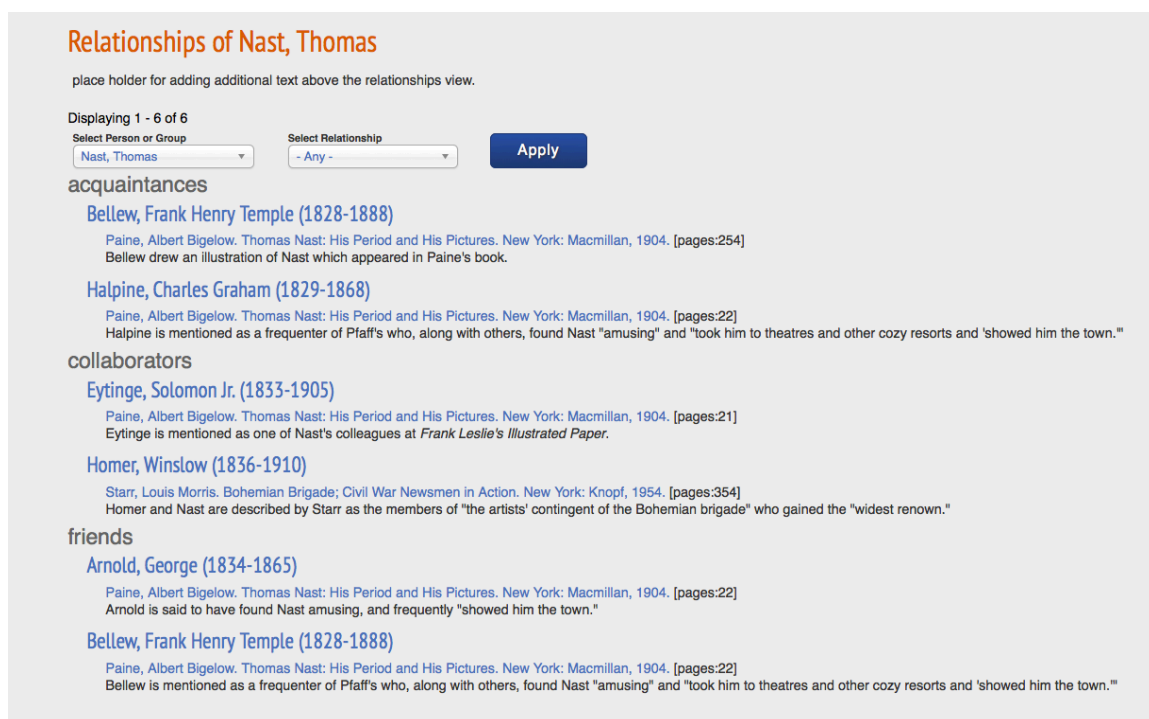 Relationships of Nast, Thomas
place holder for adding additional text above the relationships view.
Displaying 1 - 6 of 6
Select Person or Group Select Relationship
Nast, Thomas - Any - Apply
acquaintances
Bellew, Frank Henry Temple (1828-1888)
Paine, Albert Bigelow. Thomas Nast: His Period and His Pictures. New York: Macmillan, 1904. [pages:254]
Bellew drew an illustration of Nast which appeared in Paine's book.
Halpine, Charles Graham (1829-1868)
Paine, Albert Bigelow. Thomas Nast: His Period and His Pictures. New York: Macmillan, 1904. [pages:22]
Halpine is mentioned as a frequenter of Pfaff's who, along with others, found Nast "amusing" and "took him to theatres and other cozy resorts and 'showed him the town.'"
collaborators
Eytinge, Solomon Jr. (1833-1905)
Paine, Albert Bigelow. Thomas Nast: His Period and His Pictures. New York: Macmillan, 1904. [pages:21]
Eytinge is mentioned as one of Nast's colleagues at Frank Leslie's Illustrated Paper.
Homer, Winslow (1836-1910)
Starr, Louis Morris. Bohemian Brigade; Civil War Newsmen in Action. New York: Knopf, 1954. [pages:354]
Homer and Nast are described by Starr as the members of "the artists' contingent of the Bohemian brigade" who gained the "widest renown."
friends
Arnold, George (1834-1865)
Paine, Albert Bigelow. Thomas Nast: His Period and His Pictures. New York: Macmillan, 1904. [pages:22]
Arnold is said to have found Nast amusing, and frequently "showed him the town."
Bellew, Frank Henry Temple (1828-1888)
Paine, Albert Bigelow. Thomas Nast: His Period and His Pictures. New York: Macmillan, 1904. [pages:22]
Bellew is mentioned as a frequenter of Pfaff's who, along with others, found Nast "amusing" and "took him to theatres and other cozy resorts and 'showed him the town.'"